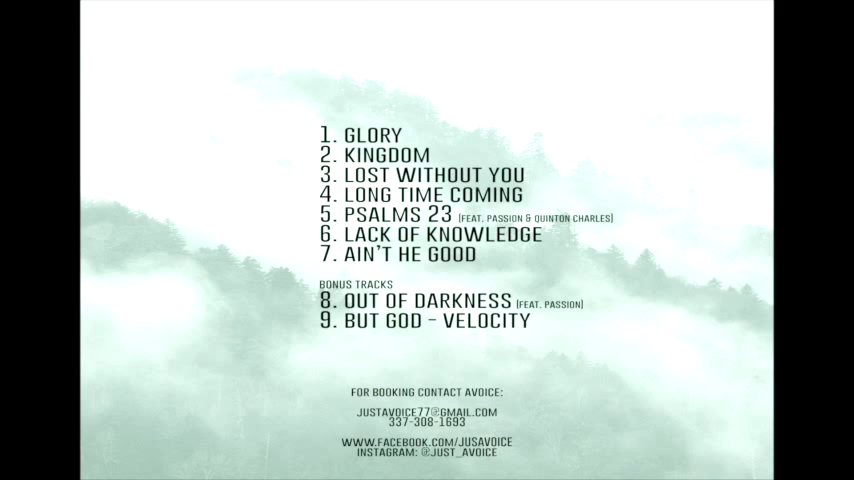 1. GLORY
2. KINGDOM
3. LOST WITHOUT YOU
4. LONG TIME COMING
5. PSALMS 23 (FEAT. PASSION & QUINTON CHARLES)
6. LACK OF KNOWLEDGE
7. AIN'T HE GOOD
BONUS TRACKS
8. OUT OF DARKNESS (FEAT. PASSION)
9. BUT GOD - VELOCITY
FOR BOOKING CONTACT AVOICE:
JUSTAVOICE77@GMAIL.COM
337-308-1693
WWW.FACEBOOK.COM/JUSAVOICE
INSTAGRAM: @JUST_AVOICE